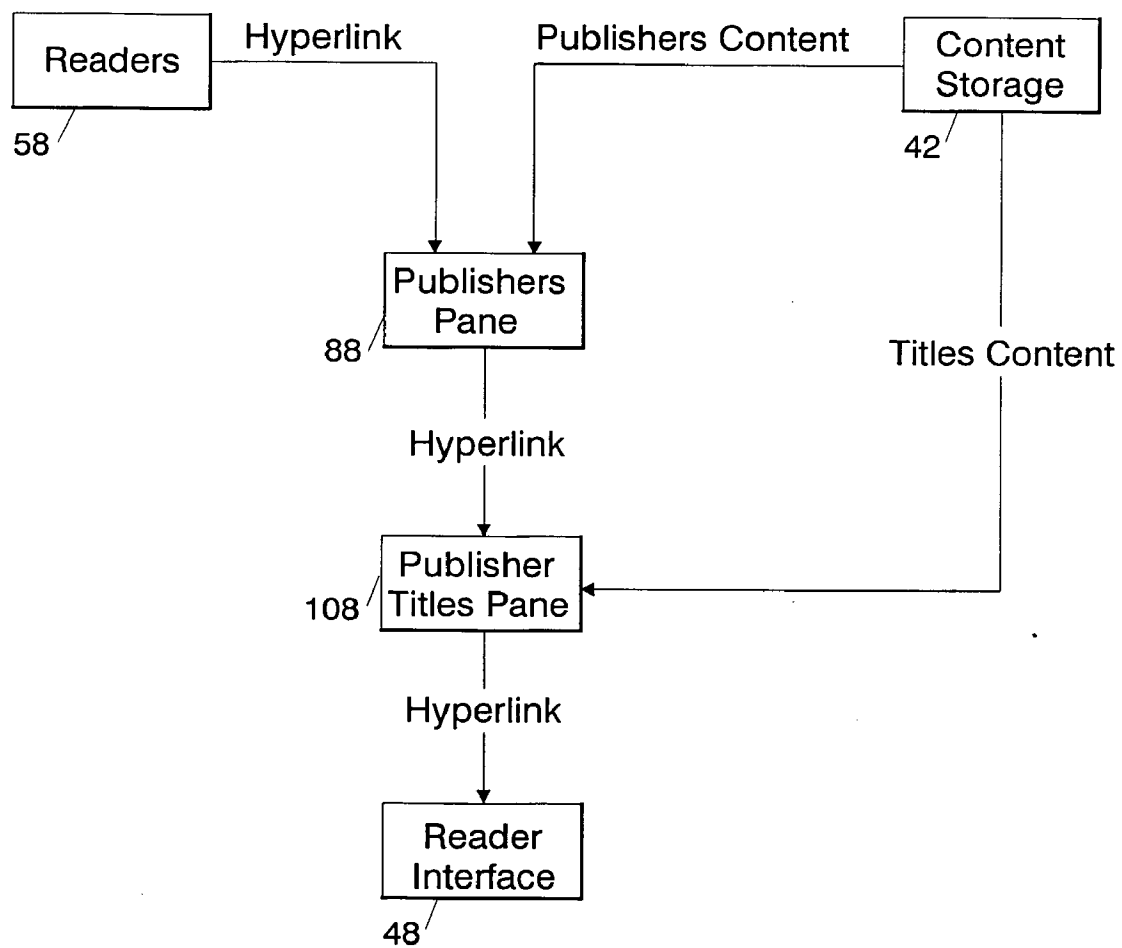 Readers
Hyperlink
Publishers Content
Content
Storage
58
42
Publishers
Pane
88
Titles Content
Hyperlink
Publisher
Titles Pane
108
Hyperlink
Reader
Interface
48